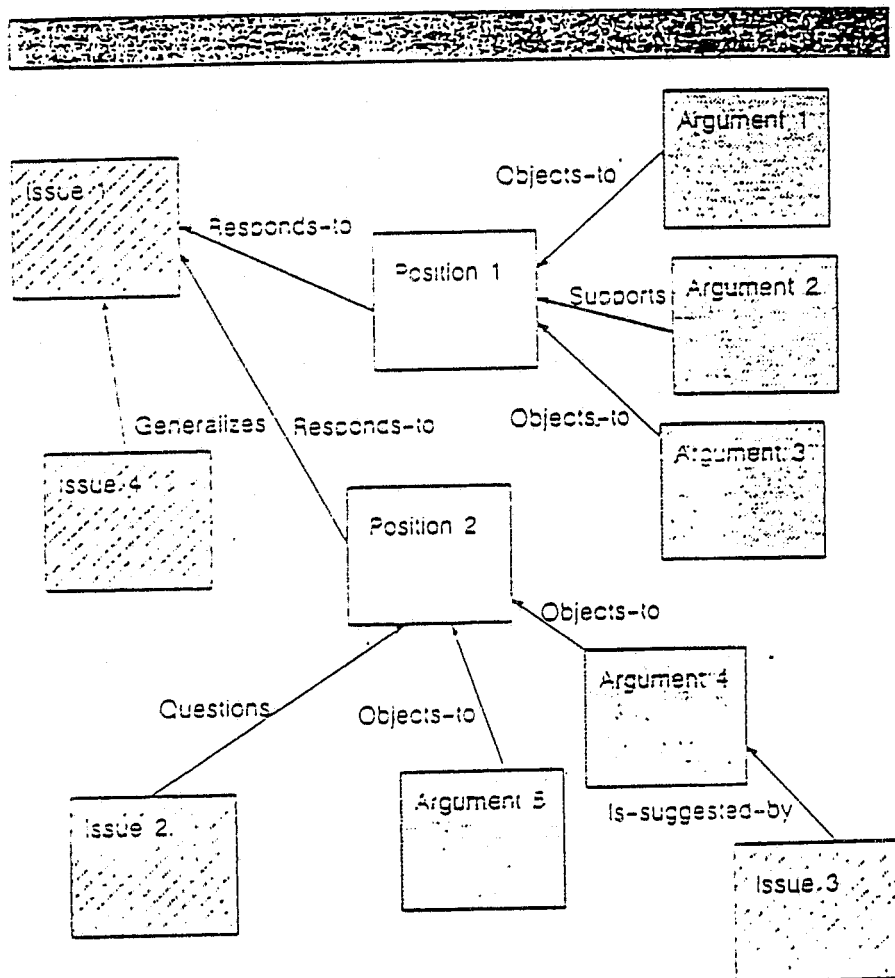 Argument 1
Objects-to
Issue 1
Responds-to
Position 1
Supports
Argument 2
Objects-to
Argument 3
Generalizes
Responds-to
Issue 4
Position 2
Objects-to
Argument 4
Questions
Objects-to
Argument 5
Is-suggested-by
Issue 2
Issue 3